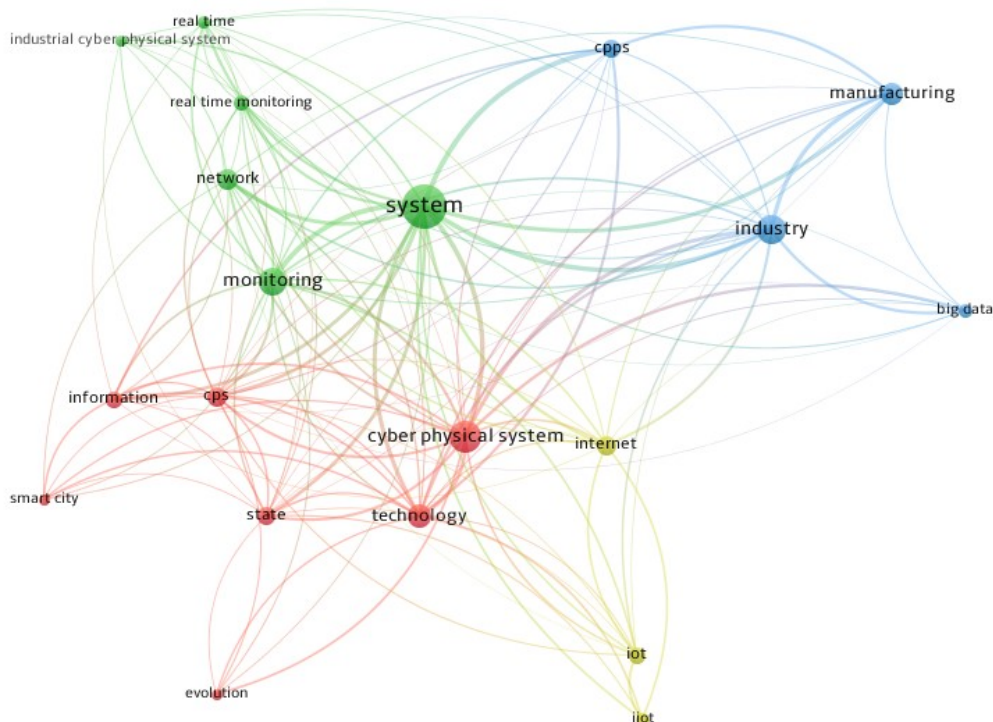 real time
industrial cyber physical system
cpps
manufacturing
real time monitoring
network
system
industry
monitoring
big data
information
cps
cyber physical system
internet
smart city
state
technology
iot
evolution
iiot